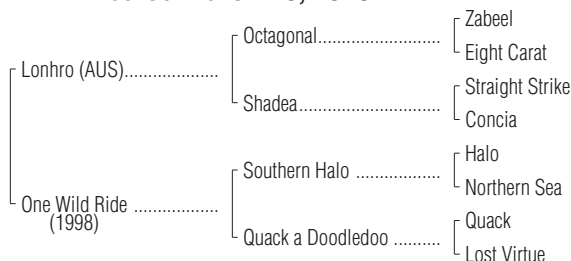 Zabeel
Octagonal........................
Eight Carat
Lonhro (AUS)..................
Straight Strike
Shadea...........................
Concia
Halo
Southern Halo ................
Northern Sea
One Wild Ride ................
(1998)
Quack
Quack a Doodledoo .........
Lost Virtue